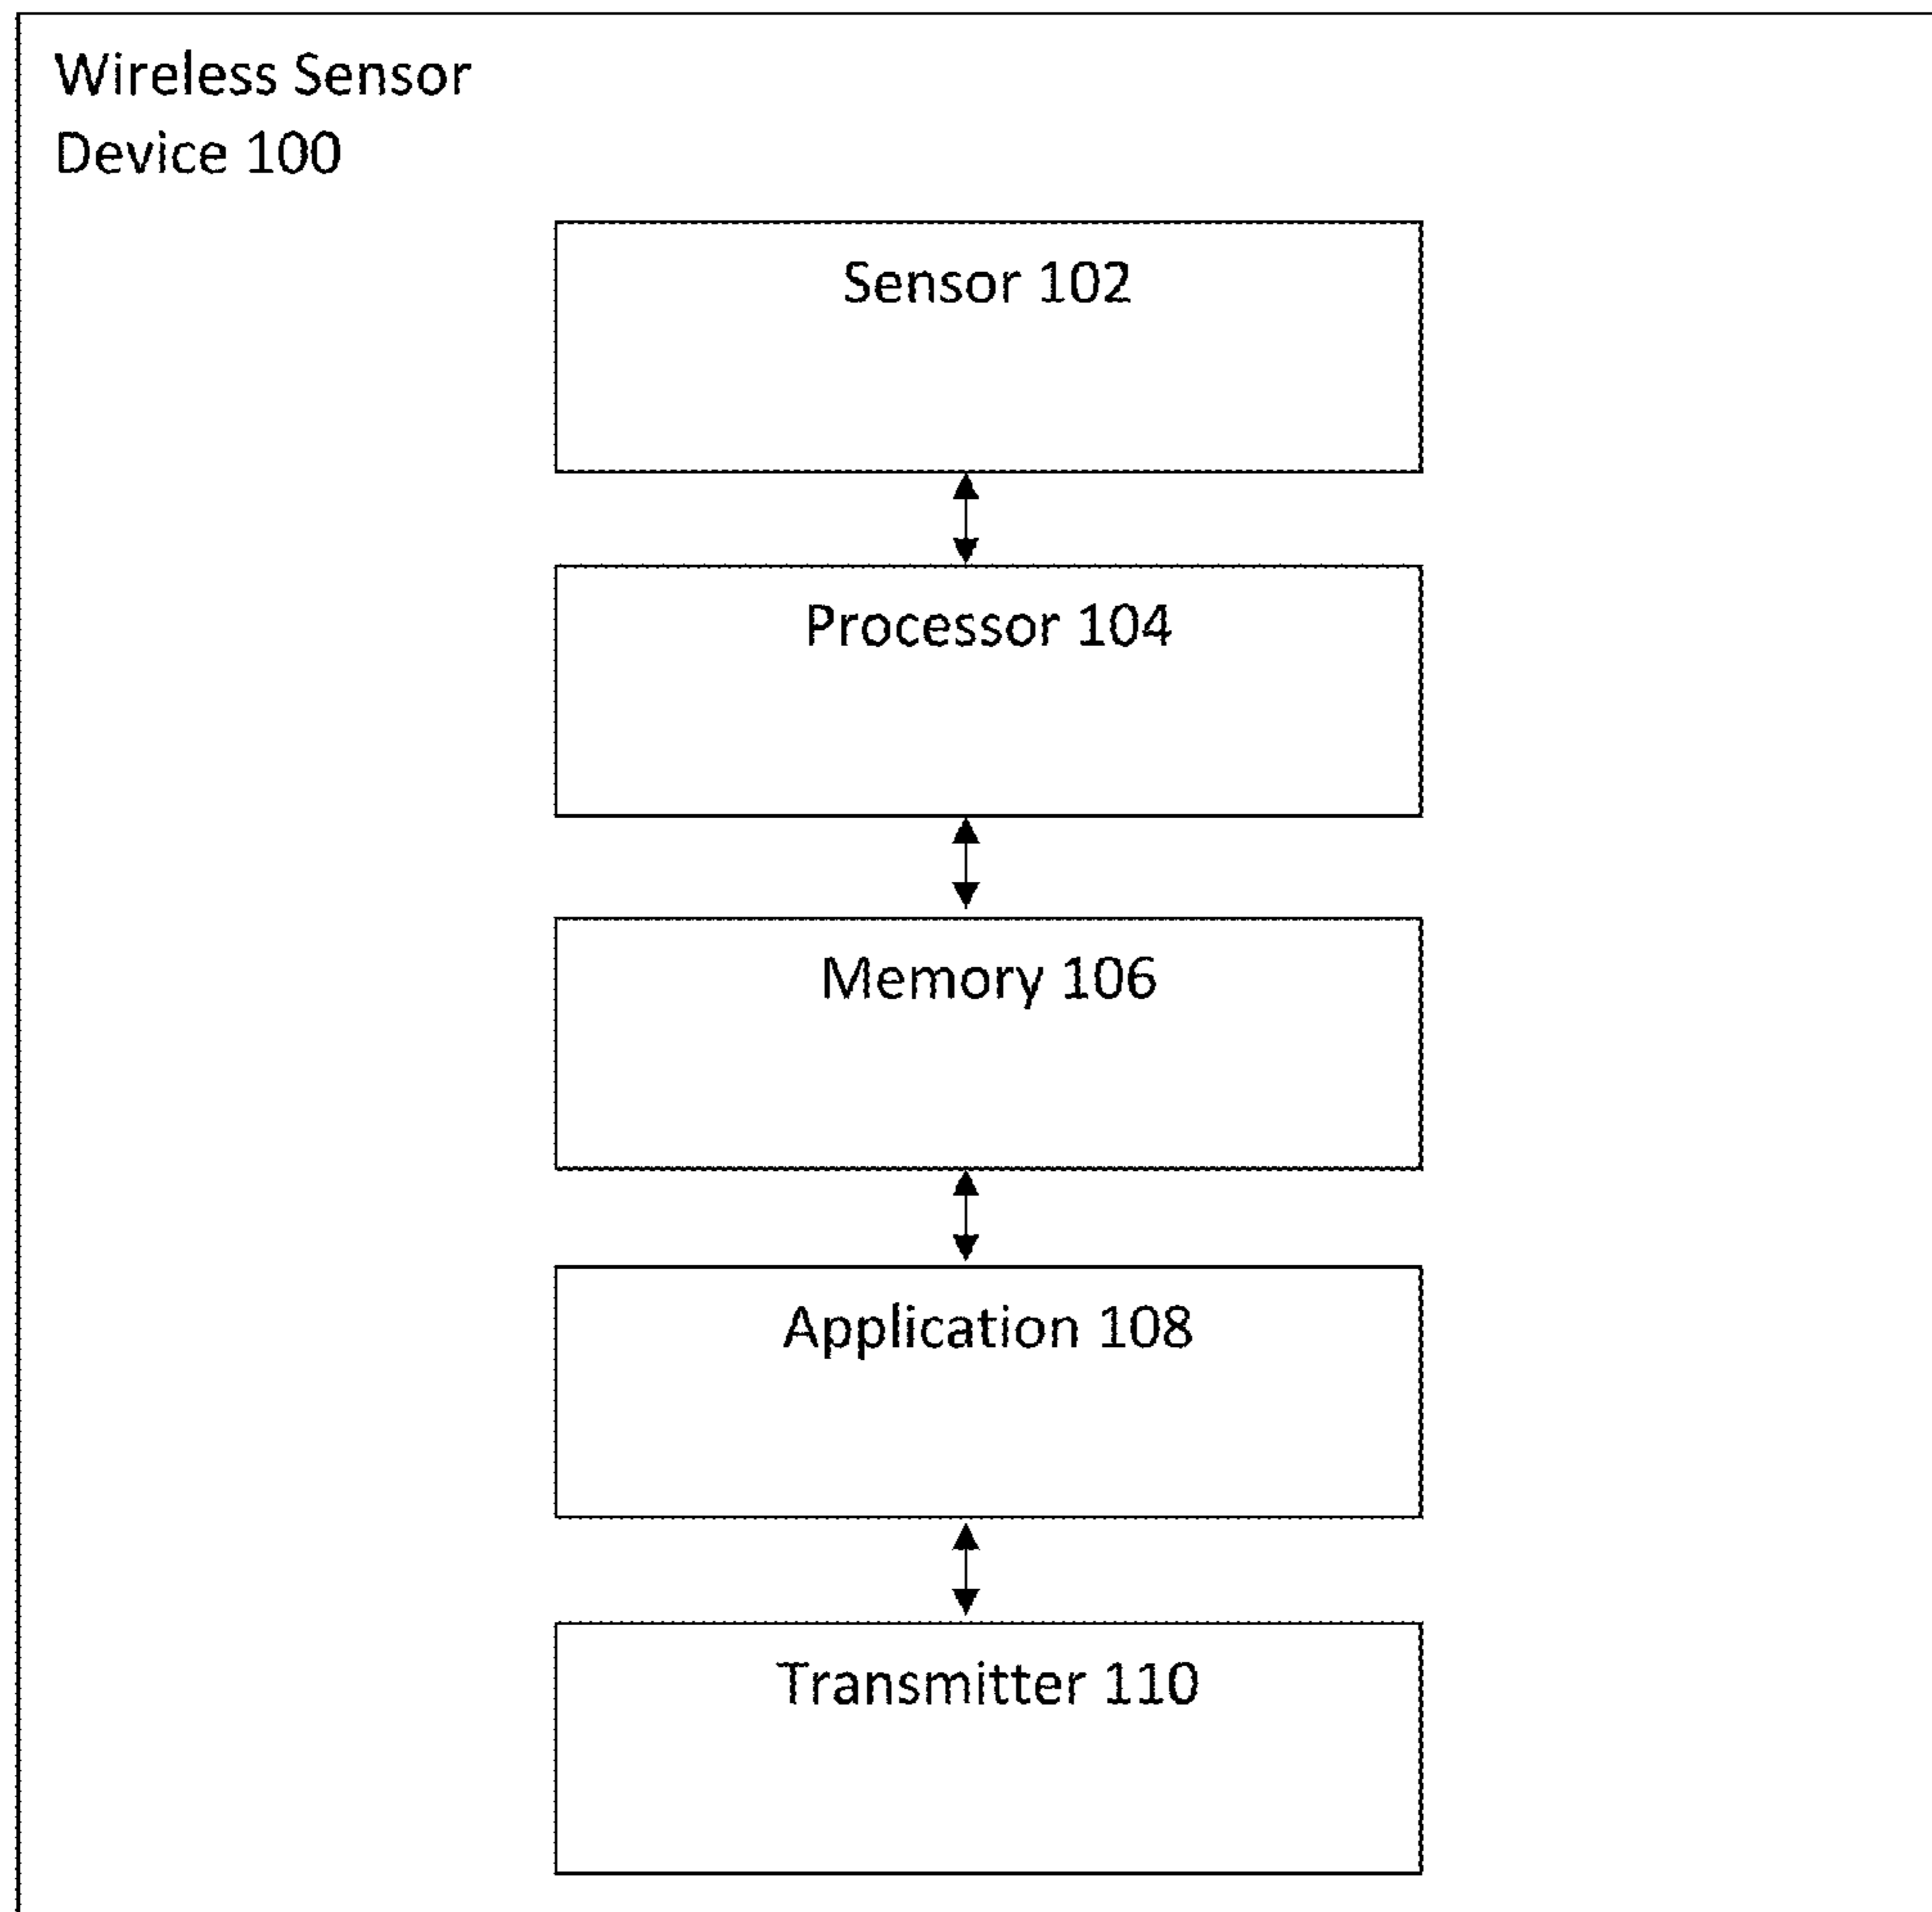 Wireless Sensor
Device 100
Sensor 102
Processor 104
Memory 106
Application 108
Transmitter 110